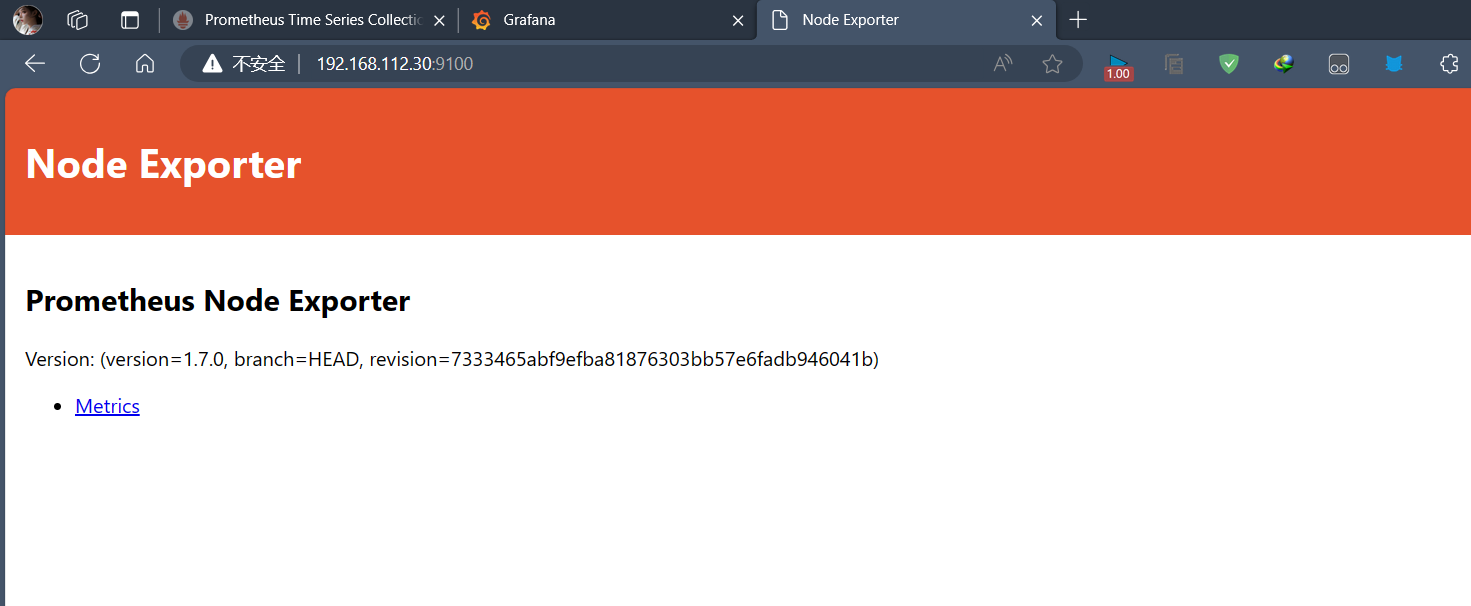 Prometheus Time Series Collectio
Grafana
Node Exporter
不安全 192.168.112.30:9100
1.00
Node Exporter
Prometheus Node Exporter
Version: (version=1.7.0, branch=HEAD, revision=7333465abf9efba81876303bb57e6fadb946041b)
Metrics